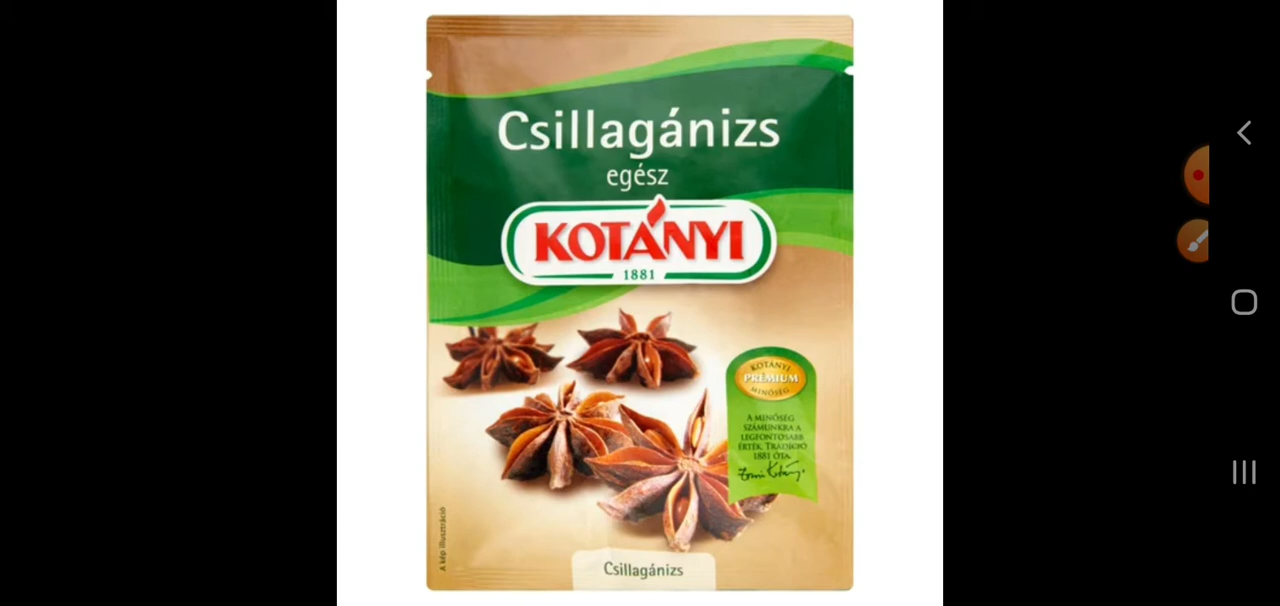 Csillagánizs
egész
KOTÁNYI
1881
KOTÁNYI
PRÉMIUM
MINŐSÉG
A MINŐSÉG
SZÁMUNKRA A
LEGFONTOSABB
ÉRTÉK. TRADÍCIÓ
1881 ÓTA.
A kép illusztráció
Csillagánizs